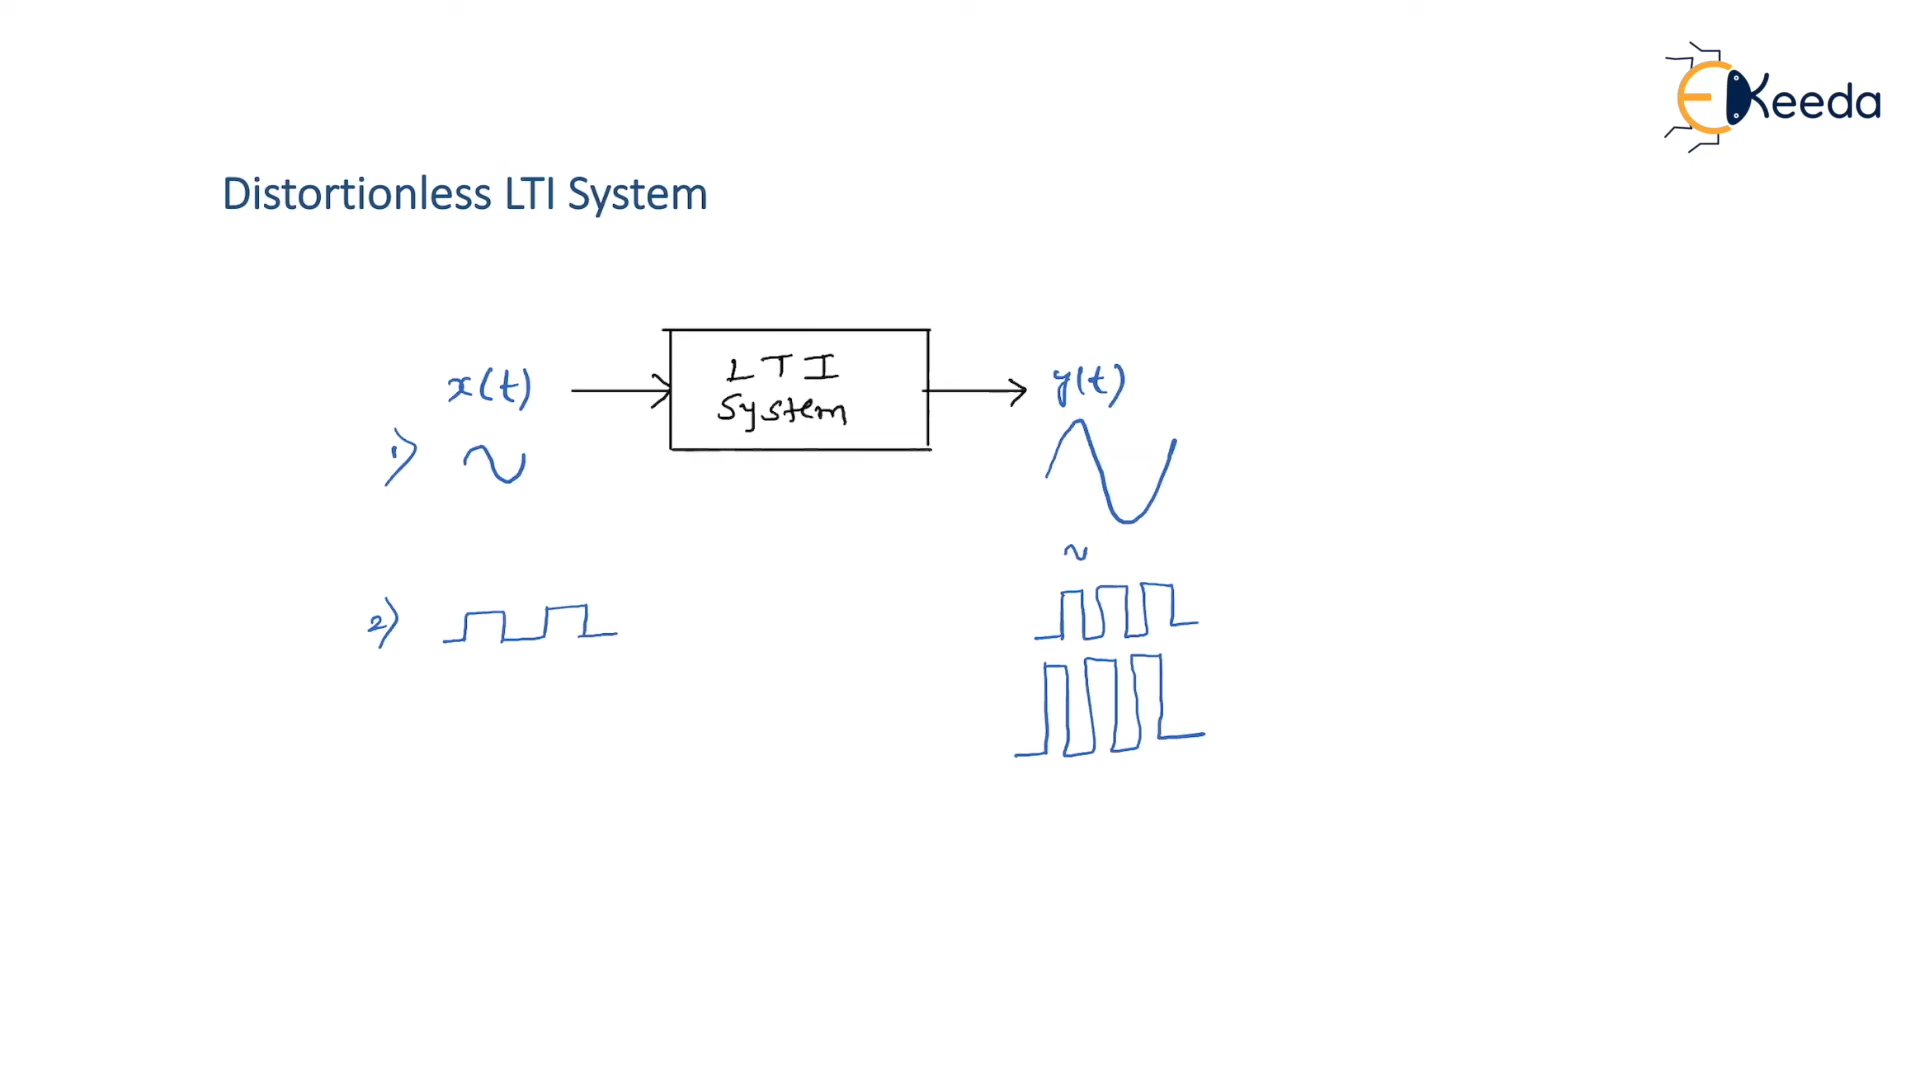 EKeeda
Distortionless LTI System
x(t)
LTI
System
y(t)
1)
2)